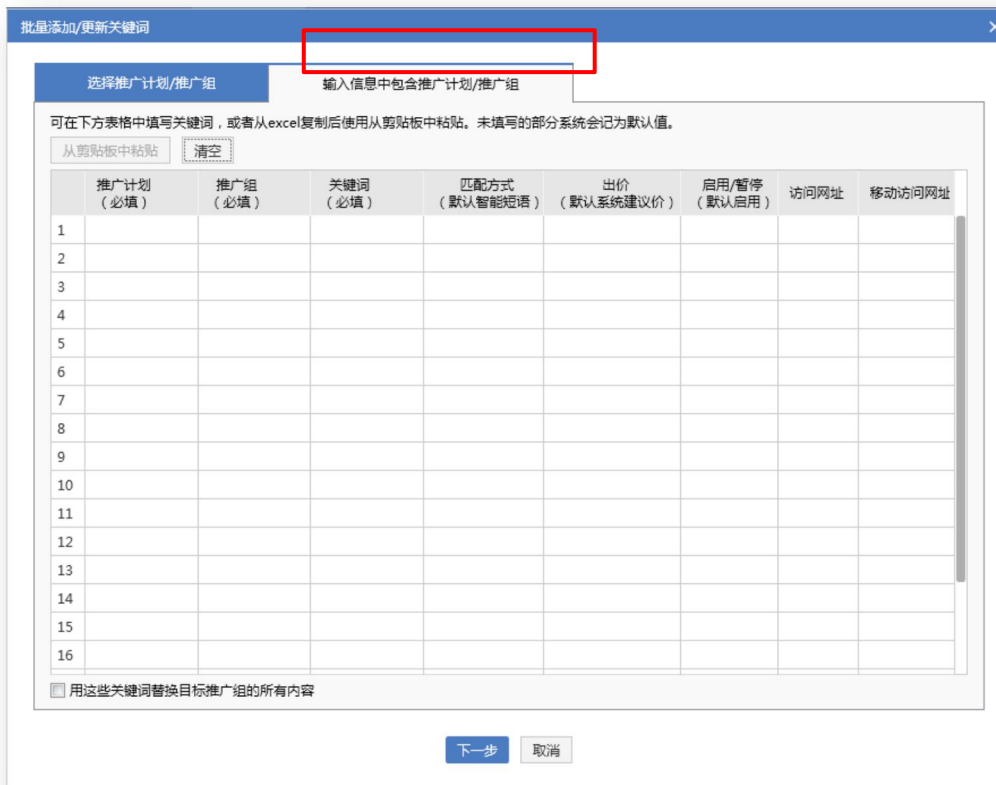 批量添加/更新关键词
选择推广计划/推广组
输入信息中包含推广计划/推广组
可在下方表格中填写关键词，或者从excel复制后使用从剪贴板中粘贴。未填写的部分系统会记为默认值。
从剪贴板中粘贴 清空
推广计划 推广组 关键词 匹配方式 出价 启用/暂停 访问网址 移动访问网址
（必填） （必填） （必填） （默认智能短语） （默认系统建议价） （默认启用）
1
2
3
4
5
6
7
8
9
10
11
12
13
14
15
16
用这些关键词替换目标推广组的所有内容
下一步 取消